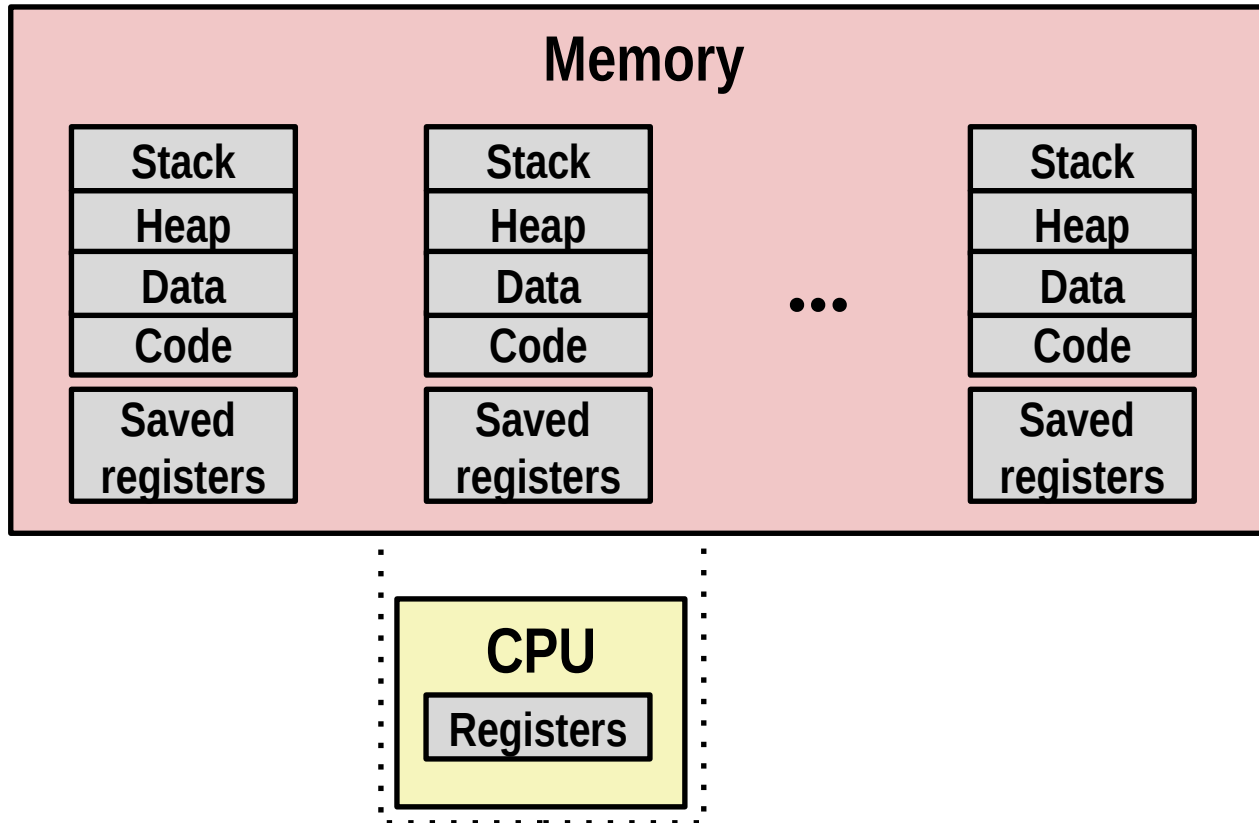 Memory
Stack
Heap
Data
Code
Saved
registers
Stack
Heap
Data
Code
Saved
registers
...
Stack
Heap
Data
Code
Saved
registers
CPU
Registers